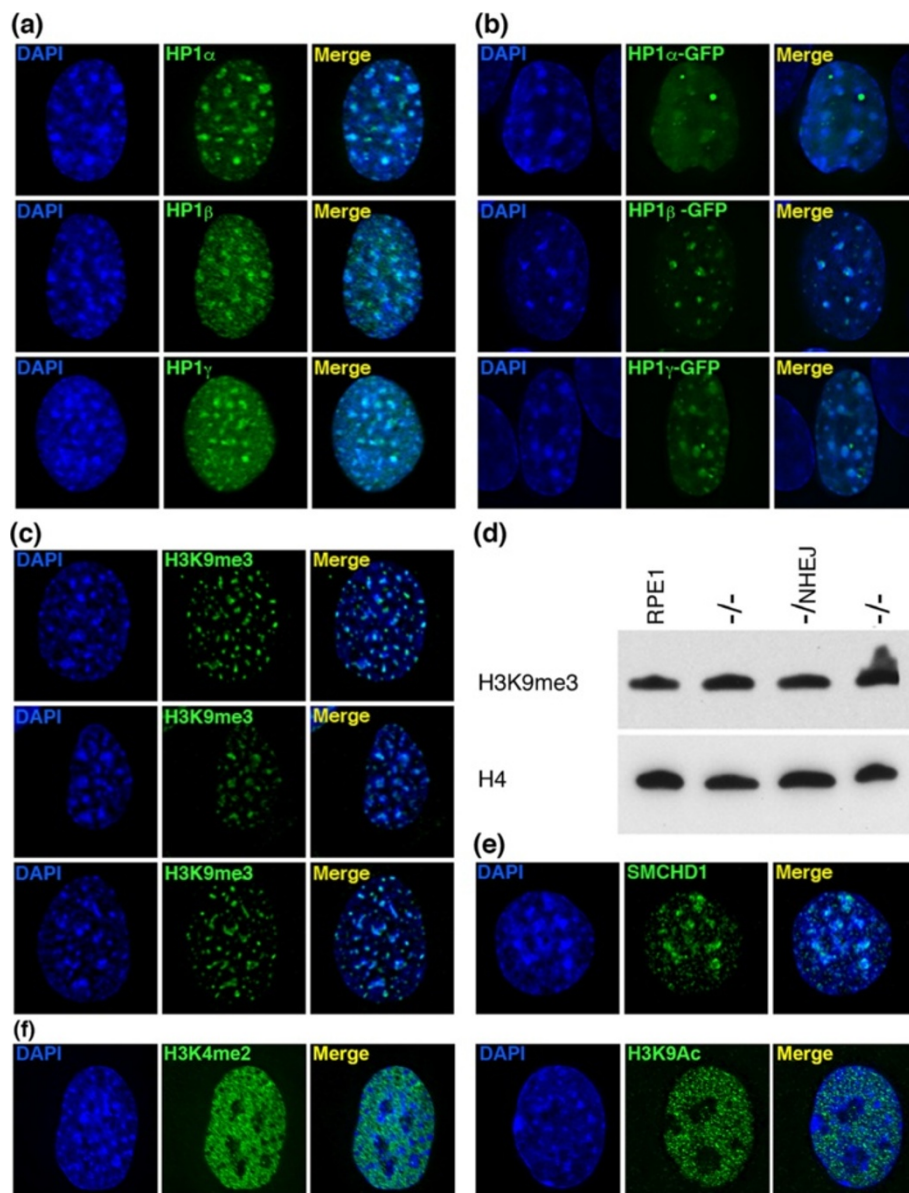 (a)
DAPI HP1α Merge
DAPI HP1β Merge
DAPI HP1γ Merge
(b)
DAPI HP1α-GFP Merge
DAPI HP1β -GFP Merge
DAPI HP1γ-GFP Merge
(c)
DAPI H3K9me3 Merge
DAPI H3K9me3 Merge
DAPI H3K9me3 Merge
(d)
RPE1 -/- -/NHEJ -/-
H3K9me3
H4
(e)
DAPI SMCHD1 Merge
(f)
DAPI H3K4me2 Merge
DAPI H3K9Ac Merge